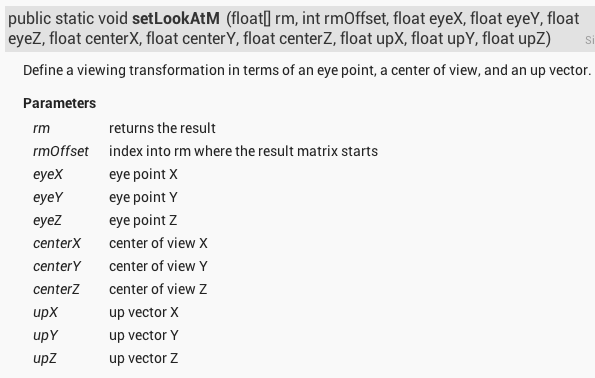 public static void setLookAtM (float[] rm, int rmOffset, float eyeX, float eyeY, float
eyeZ, float centerX, float centerY, float centerZ, float upX, float upY, float upZ)
Define a viewing transformation in terms of an eye point, a center of view, and an up vector.
Parameters
rm returns the result
rmOffset index into rm where the result matrix starts
eyeX eye point X
eyeY eye point Y
eyeZ eye point Z
centerX center of view X
centerY center of view Y
centerZ center of view Z
upX up vector X
upY up vector Y
upZ up vector Z